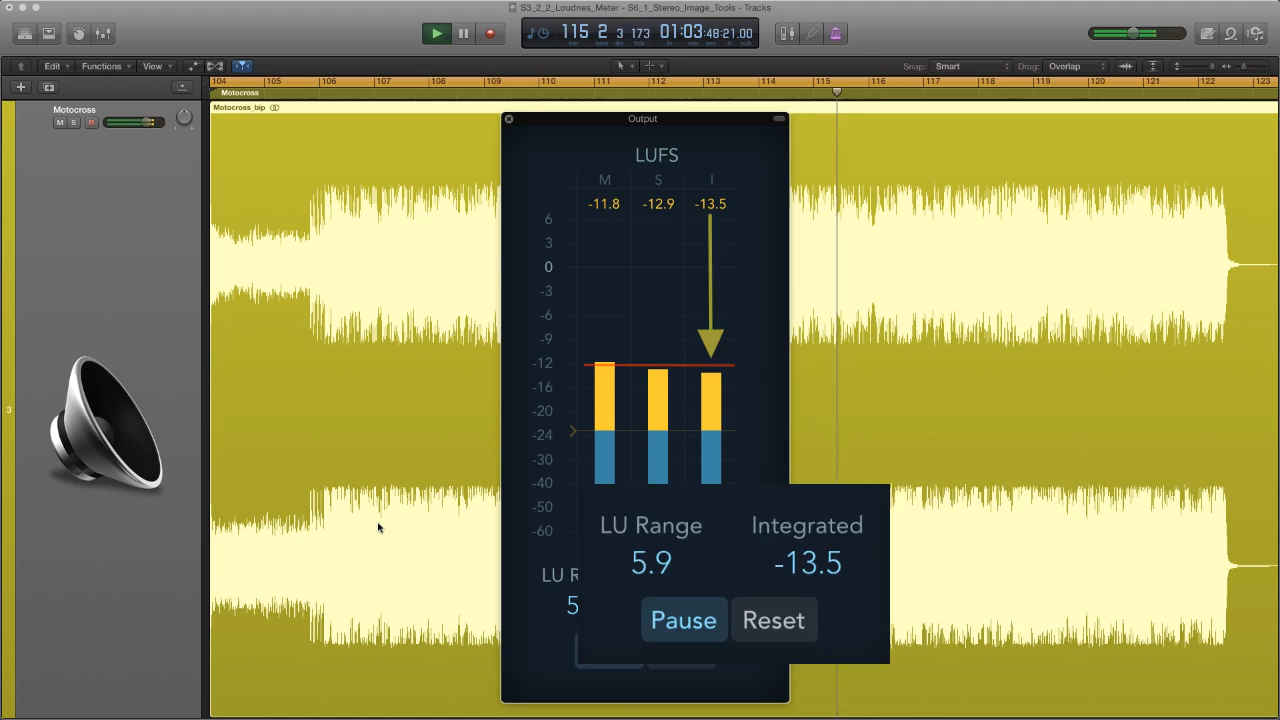 S3_2_2_Loudnes_Meter - S6_1_Stereo_Image_Tools - Tracks
115 2 3 173 01:03:48:21.00
Edit Functions View Snap: Smart Drag: Overlap
104 105 106 107 108 109 110 111 112 113 114 115 116 117 118 119 120 121 122 123
Motocross
Motocross_bip
Motocross
M S R
3
Output
LUFS
M S I
-11.8 -12.9 -13.5
6
3
0
-3
-6
-9
-12
-16
-20
-24
-30
-40
-50
-60
LU R
5
LU Range Integrated
5.9 -13.5
Pause Reset